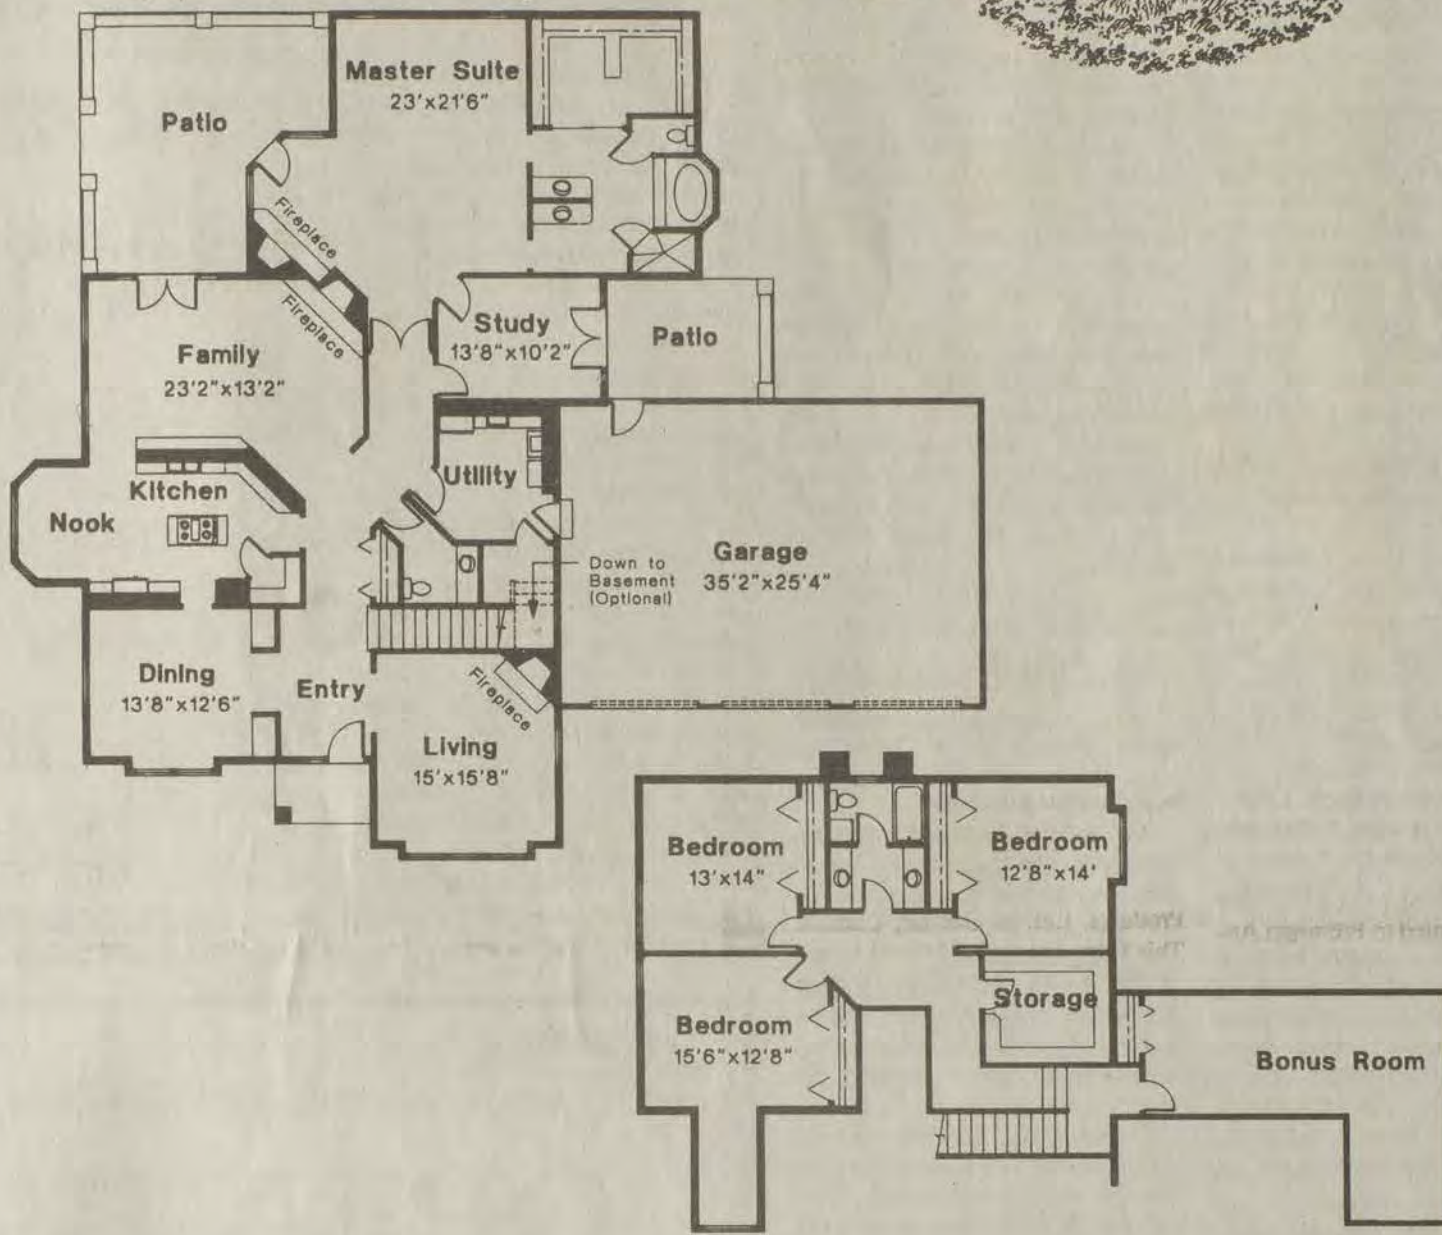 Master Suite
23'x21'6"
Patio
Fireplace
Fireplace
Study
13'8"x10'2"
Patio
Family
23'2"x13'2"
Utility
Kitchen
Nook
Garage
35'2"x25'4"
Down to
Basement
(Optional)
Dining
13'8"x12'6"
Entry
Fireplace
Living
15'x15'8"
Bedroom
13'x14"
Bedroom
12'8"x14'
Storage
Bedroom
15'6"x12'8"
Bonus Room